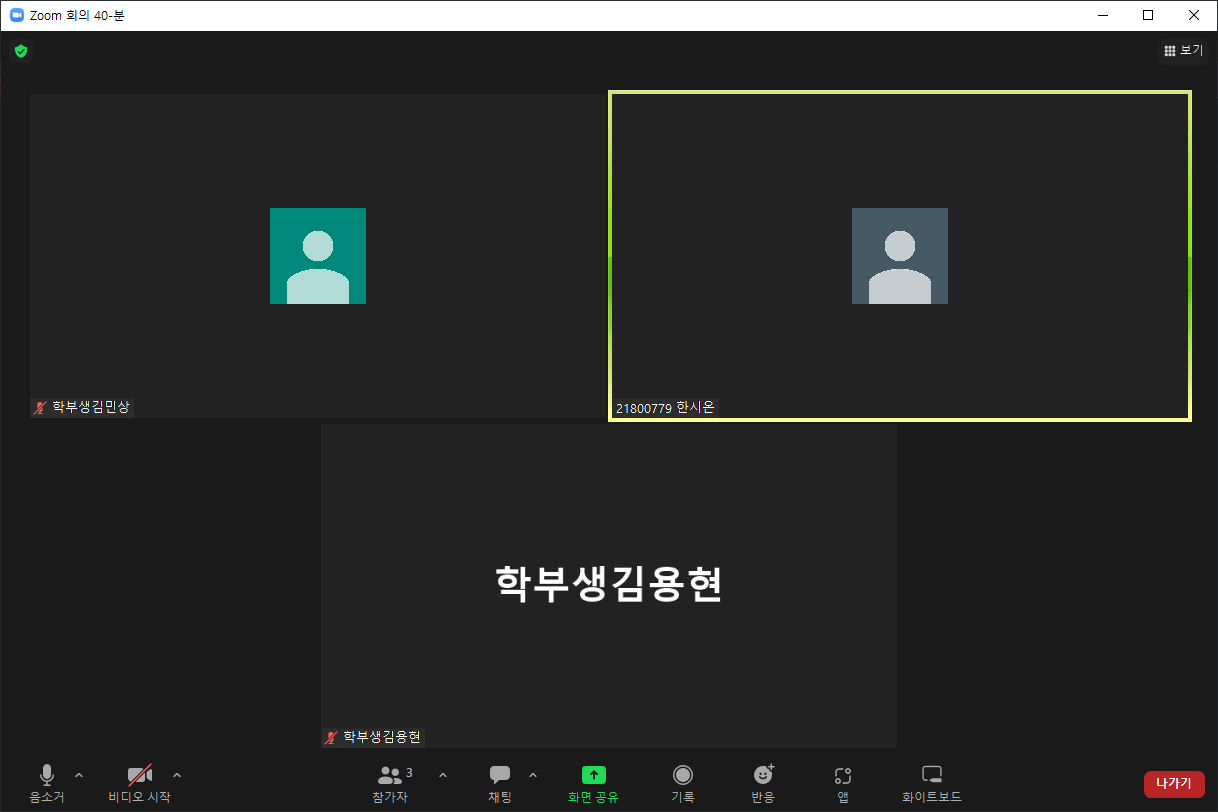 Zoom 회의 40-분
보기
학부생김민상
21800779 한시온
학부생김용현
학부생김용현
음소거
비디오 시작
3
참가자
채팅
화면 공유
기록
반응
앱
화이트보드
나가기